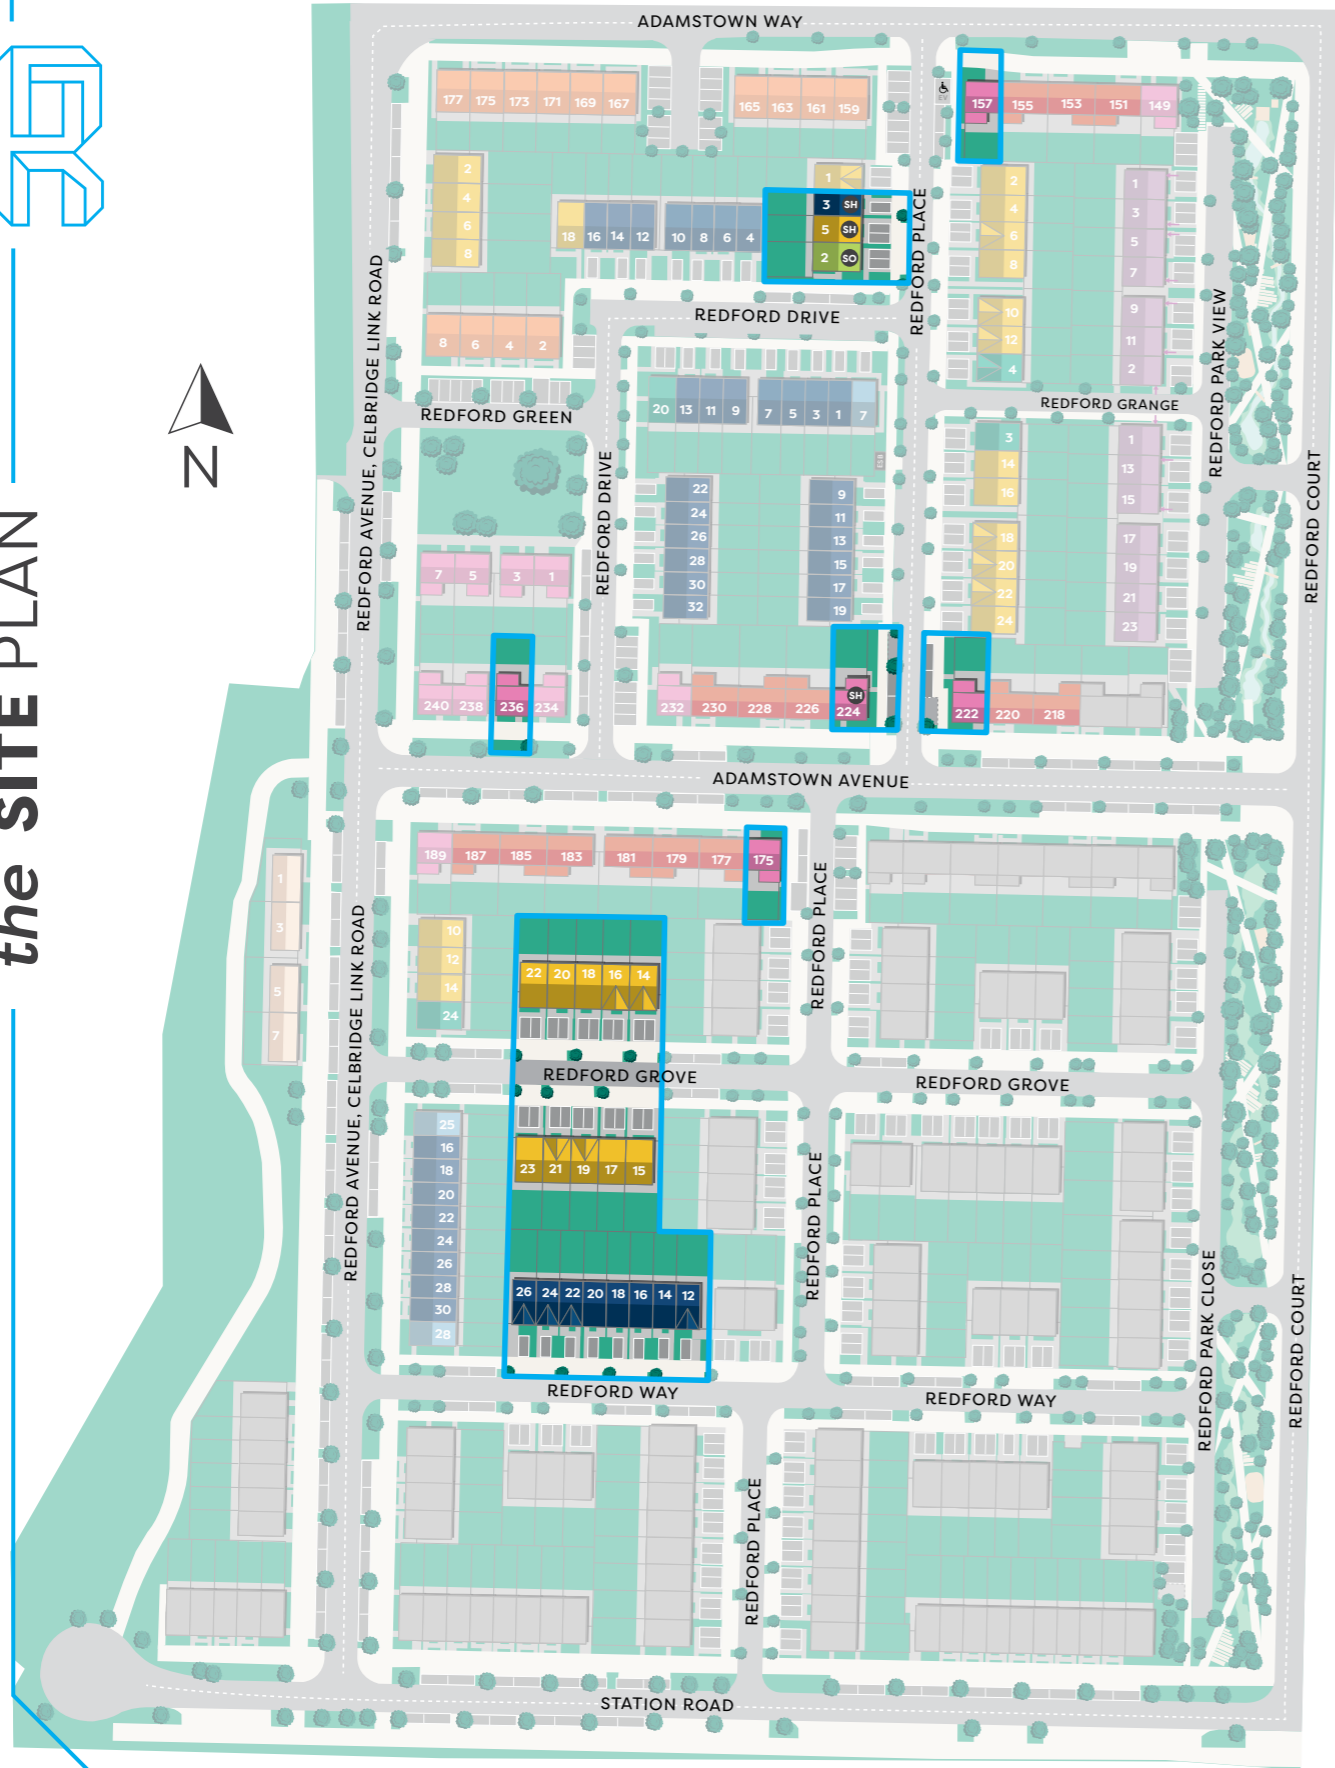 the SITE PLAN
N
ADAMSTOWN WAY
177 175 173 171 169 167
165 163 161 159
157 155 153 151 149
EV
2
4
6
8
18 16 14 12
10 8 6 4
1
3 SH
5 SH
2 SO
REDFORD PLACE
2
4
6
8
10
12
4
1
3
5
7
9
11
2
REDFORD PARK VIEW
REDFORD AVENUE, CELBRIDGE LINK ROAD
REDFORD DRIVE
8 6 4 2
REDFORD GREEN
20 13 11 9
7 5 3 1 7
REDFORD GRANGE
REDFORD DRIVE
ESB
22
24
26
28
30
32
9
11
13
15
17
19
3
14
16
18
20
22
24
1
13
15
17
19
21
23
REDFORD COURT
7 5 3 1
240 238 236 234
232 230 228 226 224
SH
222 220 218
ADAMSTOWN AVENUE
189 187 185 183
181 179 177 175
1
3
5
7
REDFORD AVENUE, CELBRIDGE LINK ROAD
REDFORD PLACE
10
12
14
24
22 20 18 16 14
REDFORD GROVE
REDFORD GROVE
25
16
18
20
22
24
26
28
30
28
23 21 19 17 15
REDFORD PLACE
26 24 22 20 18 16 14 12
REDFORD PARK CLOSE
REDFORD COURT
REDFORD WAY
REDFORD WAY
REDFORD PLACE
STATION ROAD